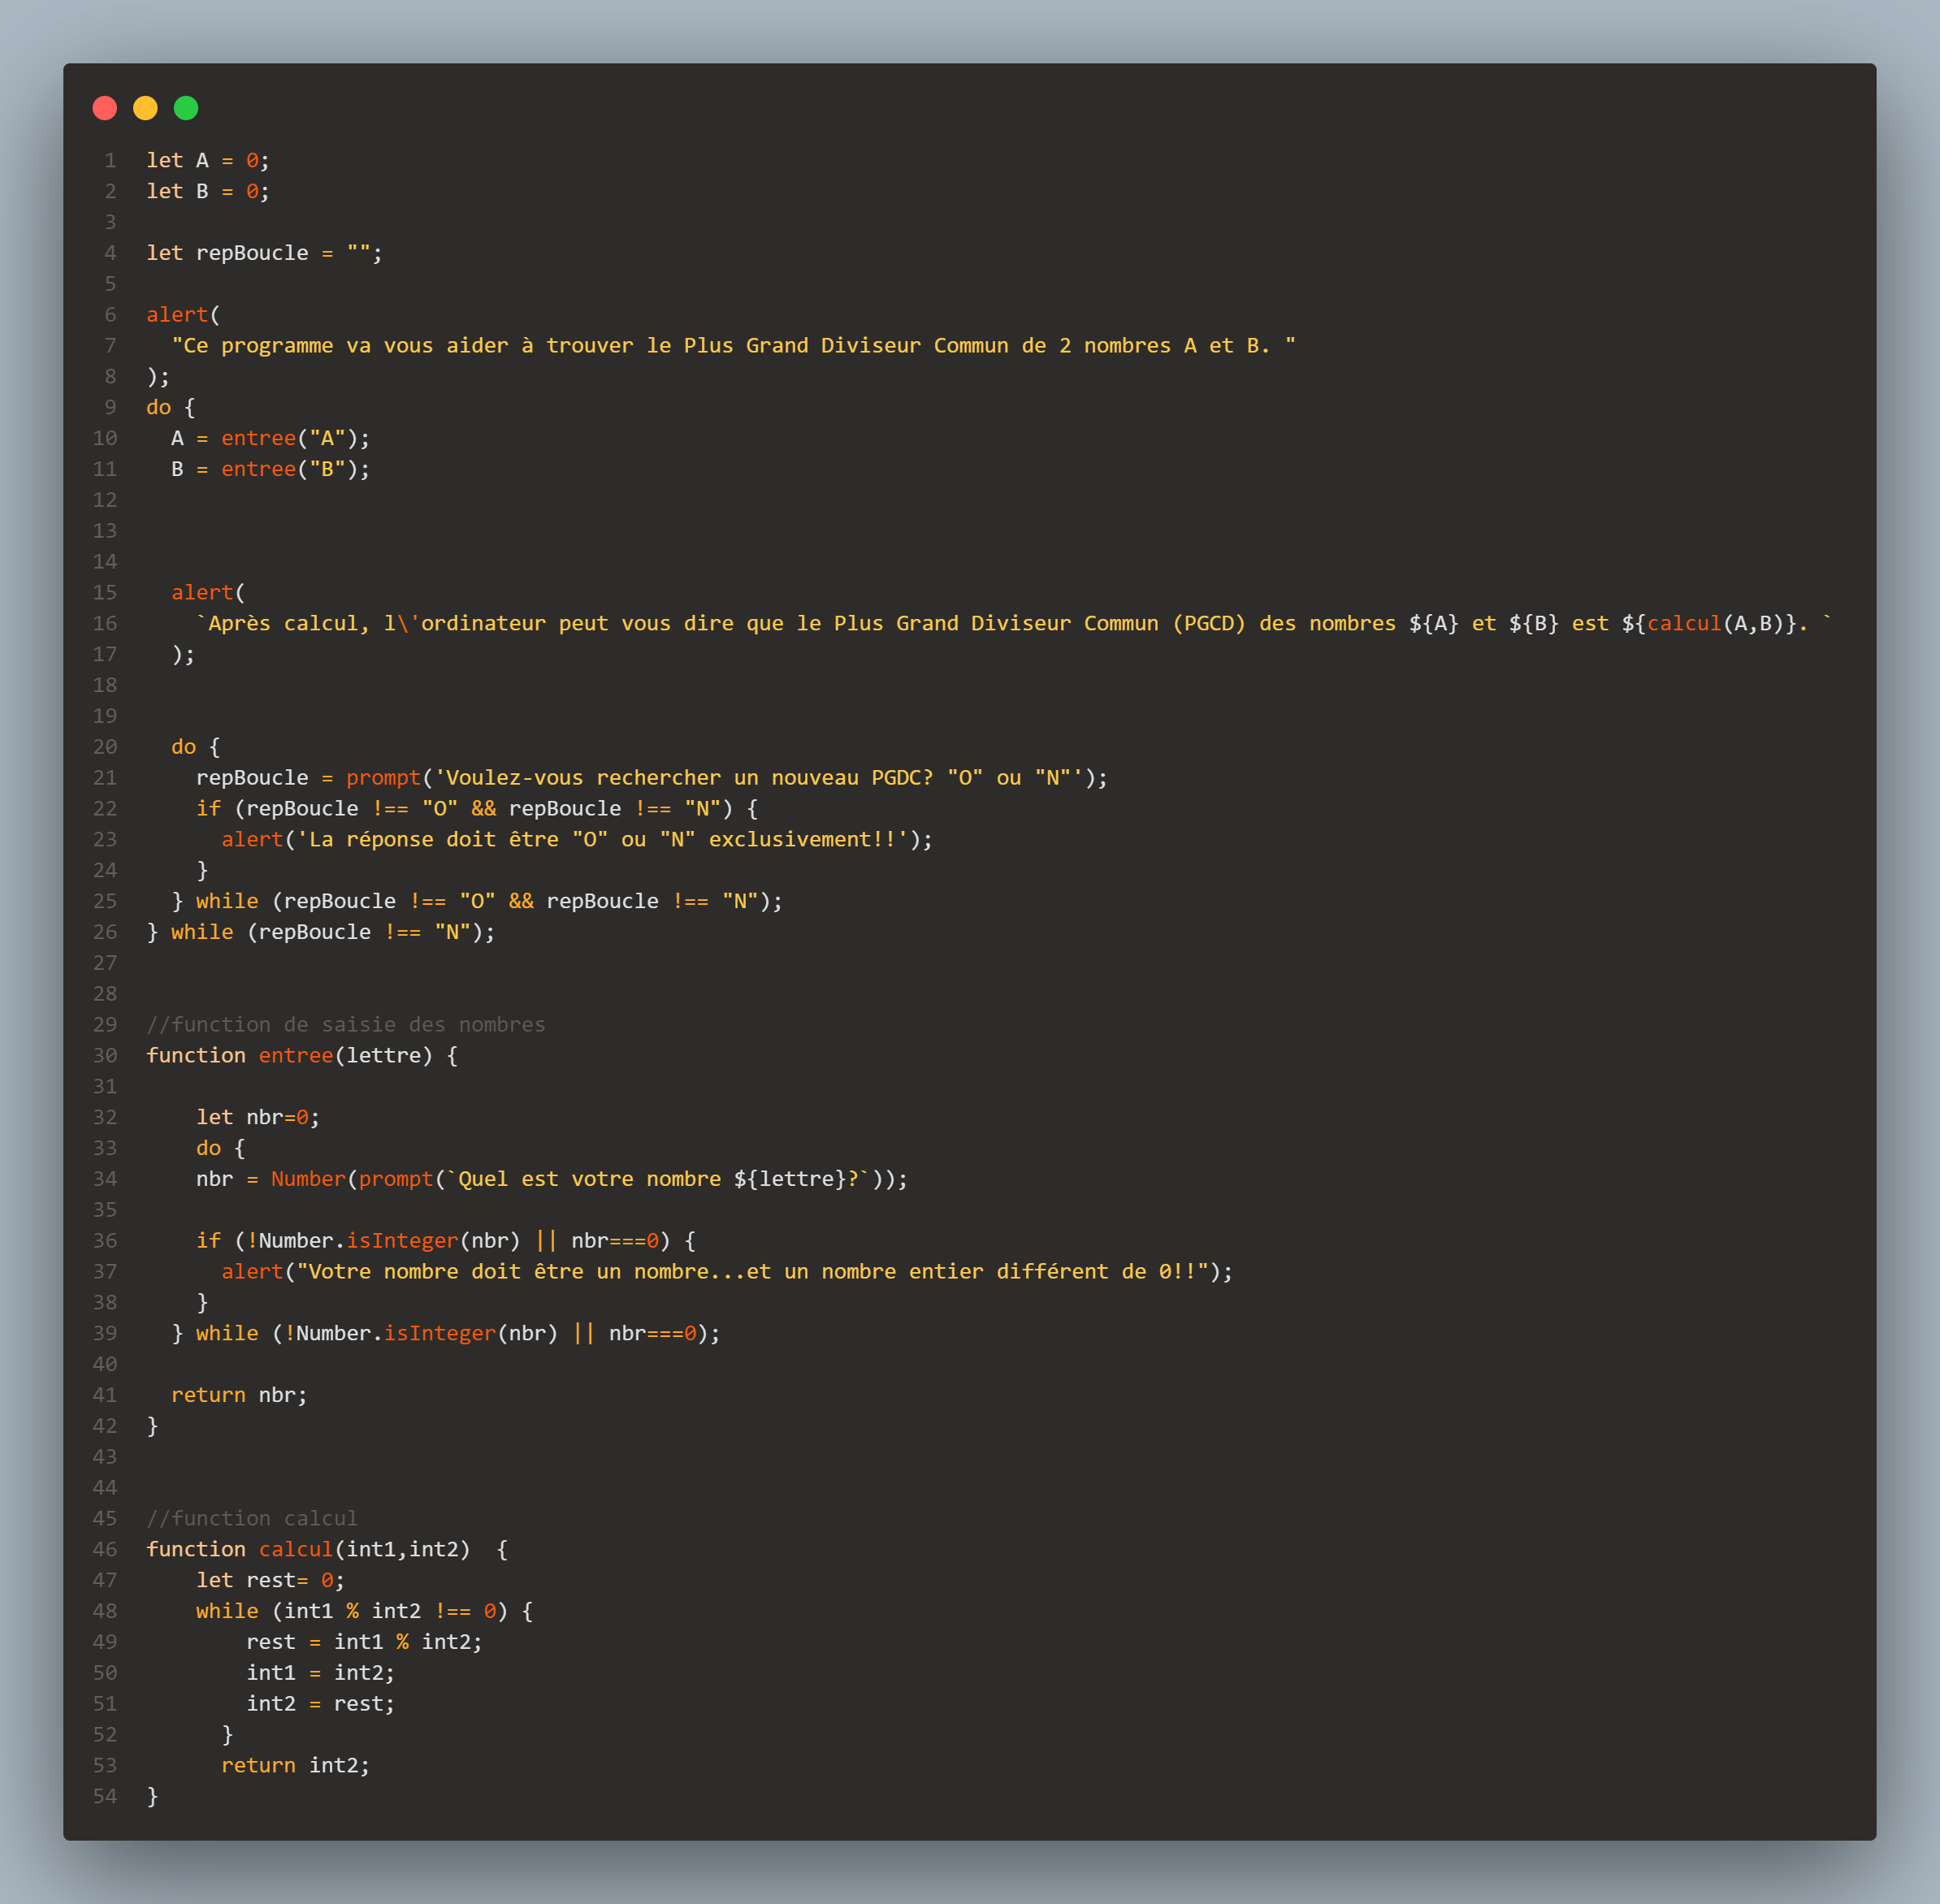 1 let A = 0;
2 let B = 0;
3
4 let repBoucle = "";
5
6 alert(
7   "Ce programme va vous aider à trouver le Plus Grand Diviseur Commun de 2 nombres A et B. "
8 );
9 do {
10   A = entree("A");
11   B = entree("B");
12
13
14
15   alert(
16     `Après calcul, l\'ordinateur peut vous dire que le Plus Grand Diviseur Commun (PGCD) des nombres ${A} et ${B} est ${calcul(A,B)}. `
17   );
18
19
20   do {
21     repBoucle = prompt('Voulez-vous rechercher un nouveau PGDC? "O" ou "N"');
22     if (repBoucle !== "O" && repBoucle !== "N") {
23       alert('La réponse doit être "O" ou "N" exclusivement!!');
24     }
25   } while (repBoucle !== "O" && repBoucle !== "N");
26 } while (repBoucle !== "N");
27
28
29 //function de saisie des nombres
30 function entree(lettre) {
31
32     let nbr=0;
33     do {
34     nbr = Number(prompt(`Quel est votre nombre ${lettre}?`));
35
36     if (!Number.isInteger(nbr) || nbr===0) {
37       alert("Votre nombre doit être un nombre...et un nombre entier différent de 0!!");
38     }
39   } while (!Number.isInteger(nbr) || nbr===0);
40
41   return nbr;
42 }
43
44
45 //function calcul
46 function calcul(int1,int2)  {
47     let rest= 0;
48     while (int1 % int2 !== 0) {
49         rest = int1 % int2;
50         int1 = int2;
51         int2 = rest;
52       }
53       return int2;
54 }